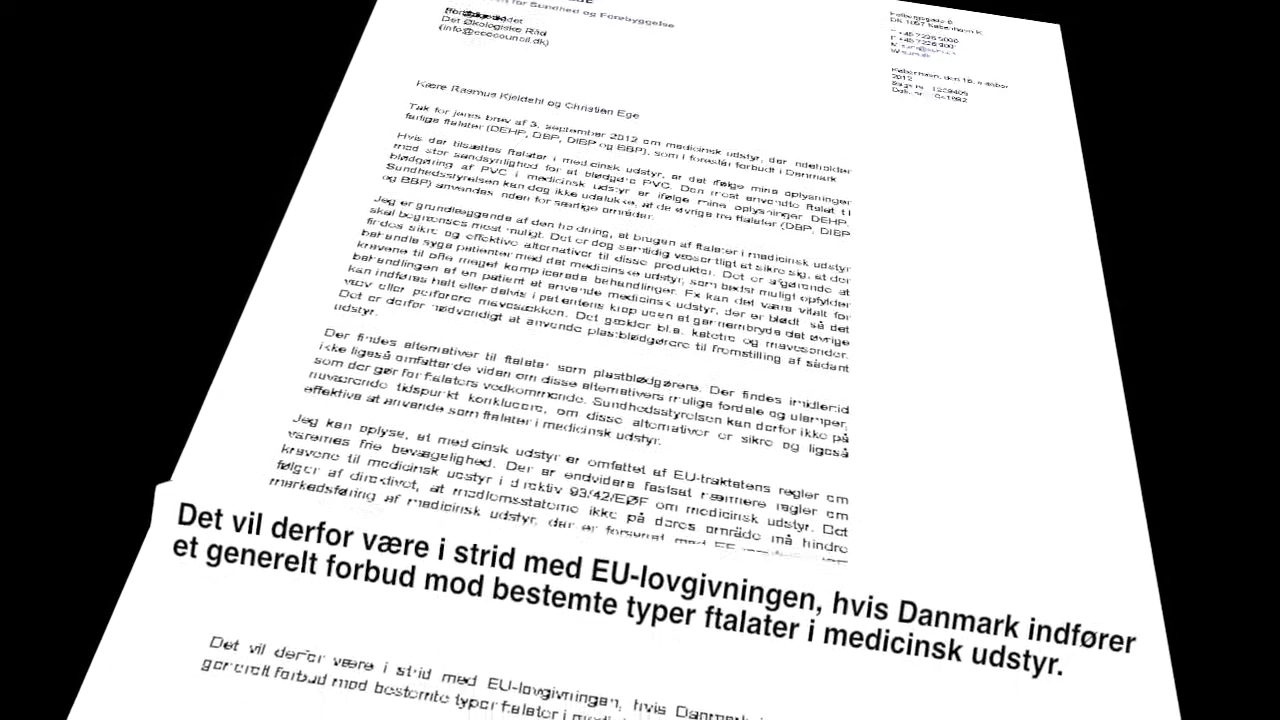 for Sundhed og Forebyggelse
Det Økologiske Råd
(info@ecocouncil.dk)
DK 1057 København K
København, den
2012
Kære Rasmus Kjeldahl og Christian Ege
Tak for jeres brev af 3. september 2012 om medicinsk udstyr, der indeholder
farlige ftalater (DEHP, DBP, DIBP og BBP), som I foreslår forbudt i Danmark
Hvis der tilsættes ftalater i medicinsk udstyr, er det ifølge mine oplysninger
med stor sandsynlighed for at blødgøre PVC. Den mest anvendte ftalat til
blødgøring af PVC i medicinsk udstyr er ifølge mine oplysninger DEHP.
Sundhedsstyrelsen kan dog ikke udelukke, at de øvrige tre ftalater (DBP, DIBP
og BBP) anvendes inden for særlige områder.
Jeg er grundlæggende af den holdning, at brugen af ftalater i medicinsk udstyr
skal begrænses mest muligt. Det er dog samtidig væsentligt at sikre sig, at der
findes sikre og effektive alternativer til disse produkter. Det er afgørende at
behandle syge patienter med det medicinske udstyr, som bedst muligt opfylder
kravene til ofte meget komplicerede behandlinger. Fx kan det være vitalt for
behandlingen af en patient at anvende medicinsk udstyr, der er blødt så det
kan indføres helt eller delvis i patientens krop uden at gennembryde det øvrige
væv eller perforere mavesækken. Det gælder bl.a. katetre og mavesonder.
Det er derfor nødvendigt at anvende plastblødgørere til fremstilling af sådant
udstyr.
Der findes alternativer til ftalater som plastblødgørere. Der findes imidlertid
ikke ligeså omfattende viden om disse alternativers mulige fordele og ulemper,
som der gør for ftalaters vedkommende. Sundhedsstyrelsen kan derfor ikke på
nuværende tidspunkt konkludere, om disse alternativer er sikre og ligeså
effektive at anvende som ftalater i medicinsk udstyr.
Jeg kan oplyse, at medicinsk udstyr er omfattet af EU-traktatens regler om
varernes frie bevægelighed. Der er endvidere fastsat nærmere regler om
kravene til medicinsk udstyr i direktiv 93/42/EØF om medicinsk udstyr. Det
følger af direktivet, at medlemsstaterne ikke på deres område må hindre
markedsføring af medicinsk udstyr, der er forsynet med
Det vil derfor være i strid med EU-lovgivningen, hvis Danmark indfører
et generelt forbud mod bestemte typer ftalater i medicinsk udstyr.
Det vil derfor være i strid med EU-lovgivningen, hvis Danmark
generelt forbud mod bestemte typer ftalater i